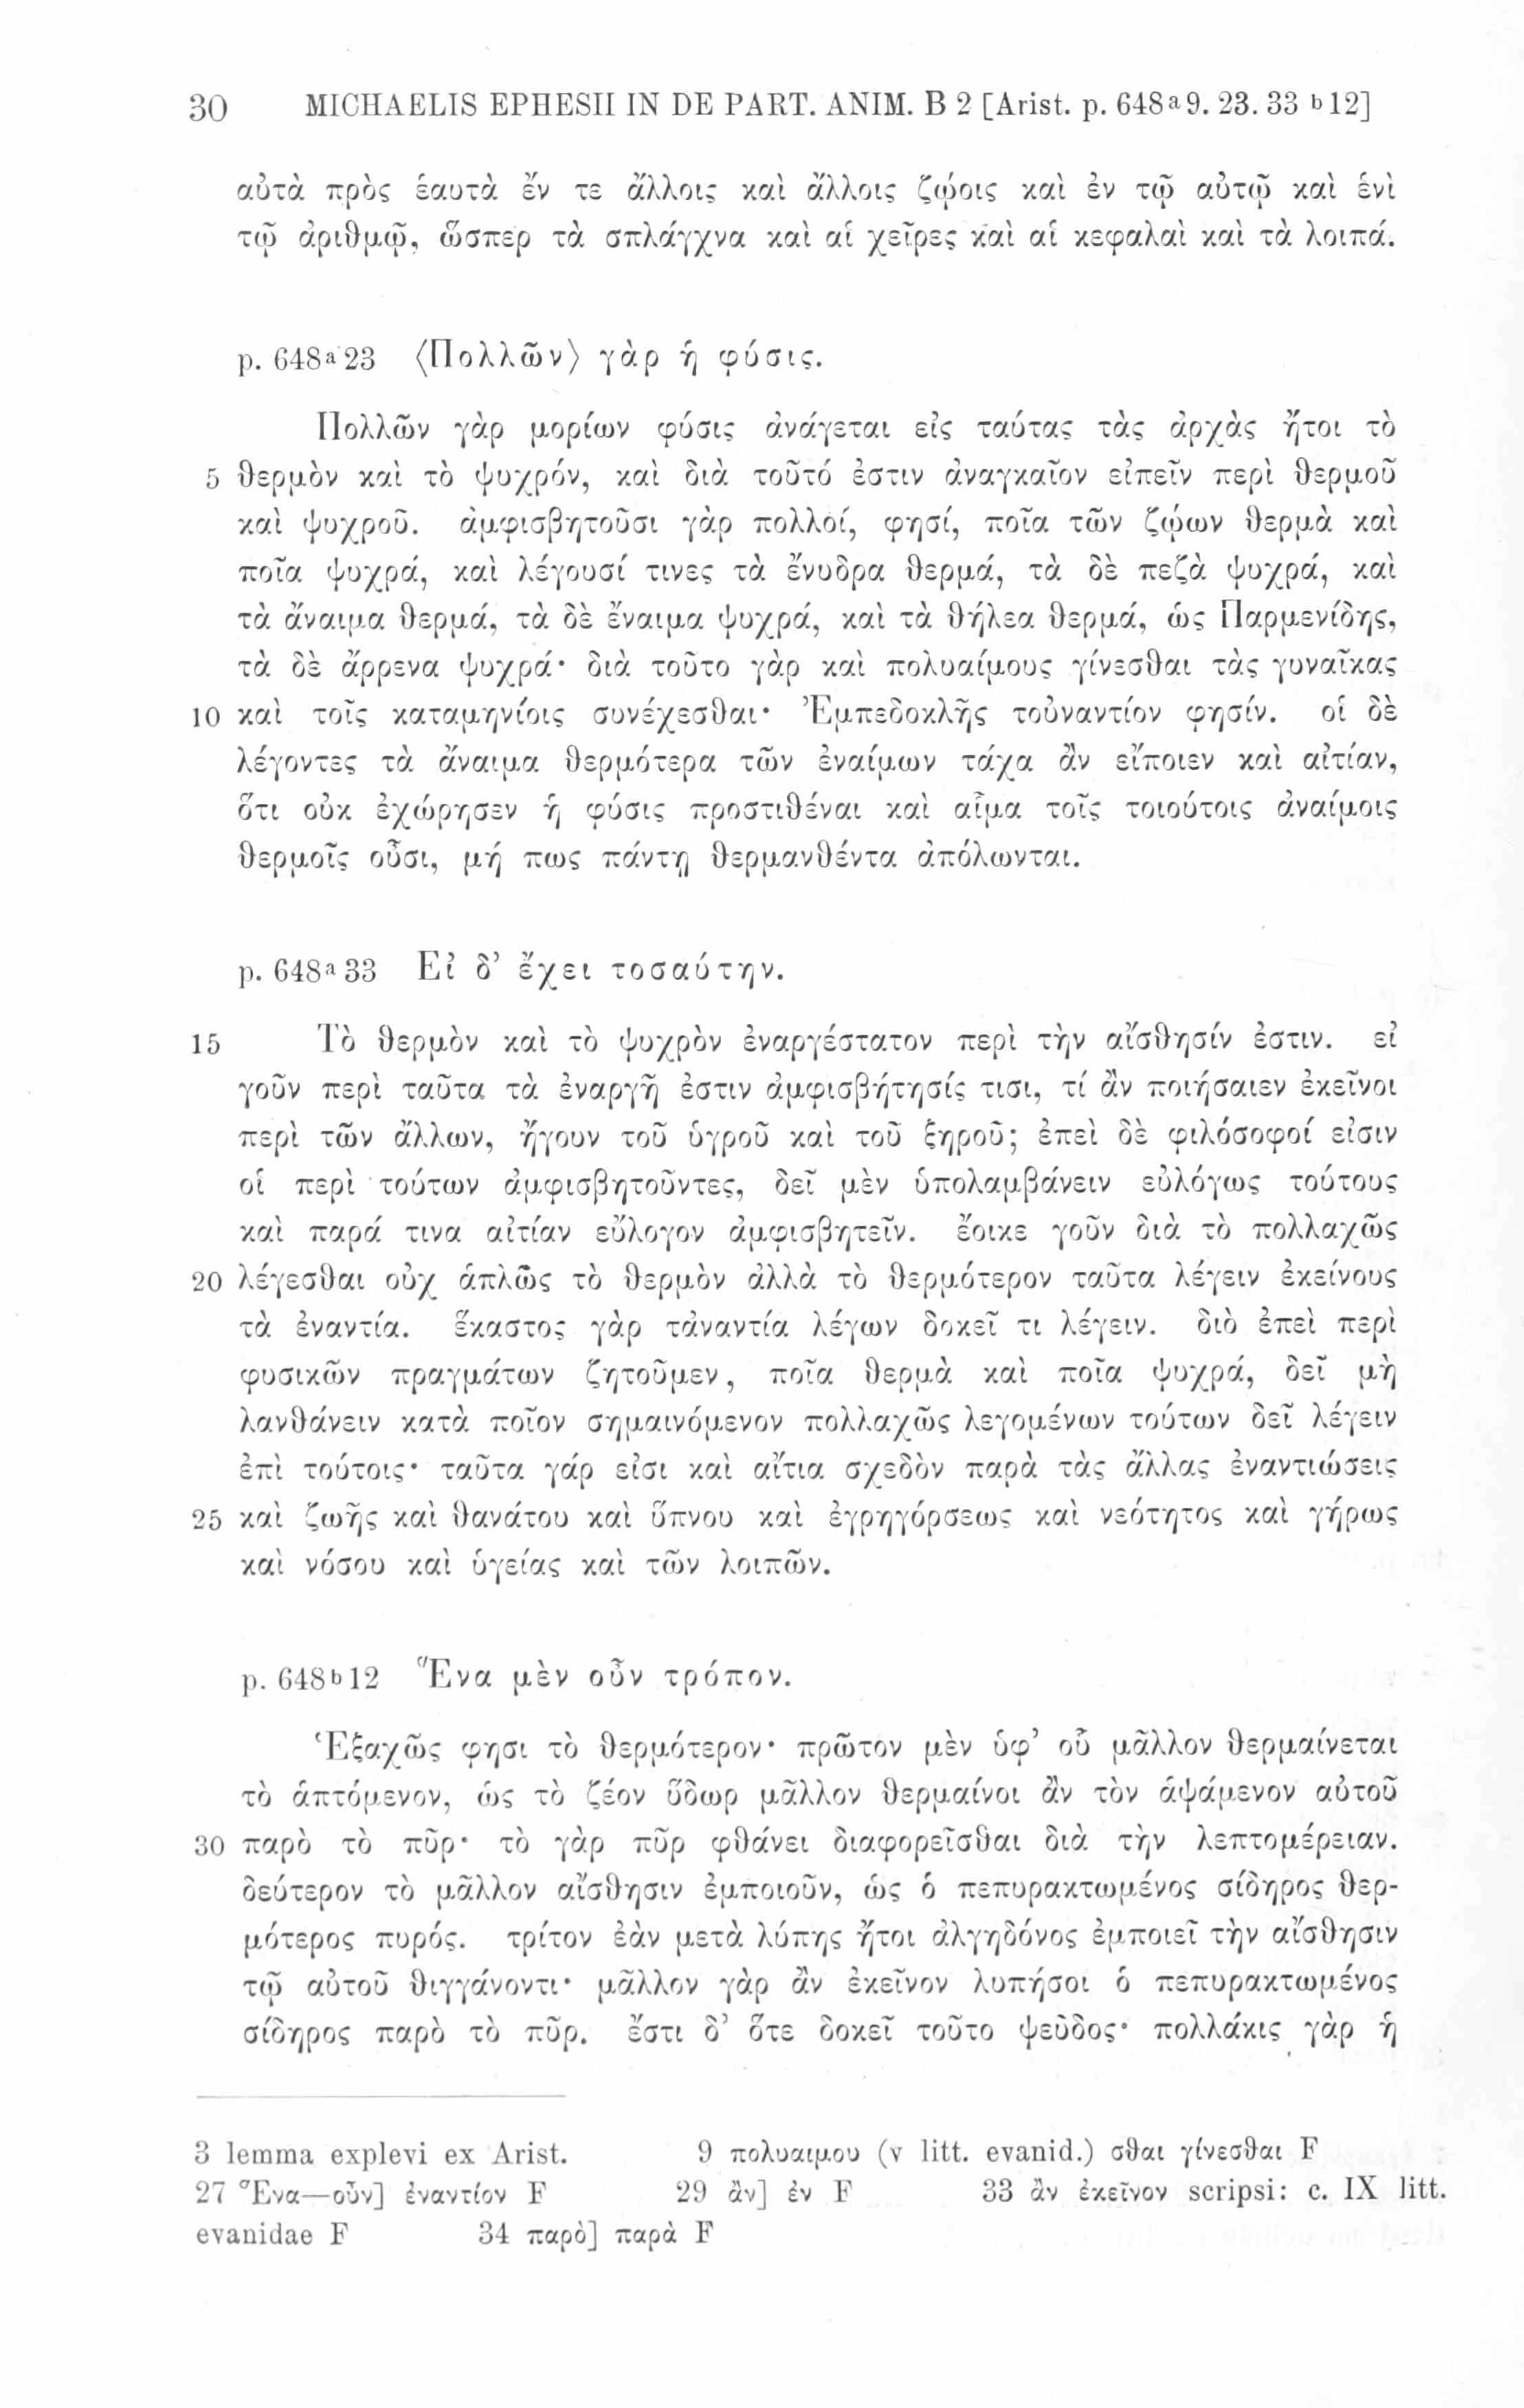 30 MICHAELIS EPHESII IN DE PART. ANIM. B 2 [Arist. p. 648a9. 23. 33 b12]
αὐτὰ πρὸς ἑαυτὰ ἔν τε ἄλλοις καὶ ἄλλοις ζῴοις καὶ ἐν τῷ αὐτῷ καὶ ἑνὶ
τῷ ἀριθμῷ, ὥσπερ τὰ σπλάγχνα καὶ αἱ χεῖρες καὶ αἱ κεφαλαὶ καὶ τὰ λοιπά.
p. 648a23 〈Πολλῶν〉 γὰρ ἡ φύσις.
Πολλῶν γὰρ μορίων φύσις ἀνάγεται εἰς ταύτας τὰς ἀρχὰς ἤτοι τὸ
5 θερμὸν καὶ τὸ ψυχρόν, καὶ διὰ τοῦτό ἐστιν ἀναγκαῖον εἰπεῖν περὶ θερμοῦ
καὶ ψυχροῦ. ἀμφισβητοῦσι γὰρ πολλοί, φησί, ποῖα τῶν ζῴων θερμὰ καὶ
ποῖα ψυχρά, καὶ λέγουσί τινες τὰ ἔνυδρα θερμά, τὰ δὲ πεζὰ ψυχρά, καὶ
τὰ ἄναιμα θερμά, τὰ δὲ ἔναιμα ψυχρά, καὶ τὰ θήλεα θερμά, ὡς Παρμενίδης,
τὰ δὲ ἄρρενα ψυχρά· διὰ τοῦτο γὰρ καὶ πολυαίμους γίνεσθαι τὰς γυναῖκας
10 καὶ τοῖς καταμηνίοις συνέχεσθαι· Ἐμπεδοκλῆς τοὐναντίον φησίν. οἱ δὲ
λέγοντες τὰ ἄναιμα θερμότερα τῶν ἐναίμων τάχα ἂν εἴποιεν καὶ αἰτίαν,
ὅτι οὐκ ἐχώρησεν ἡ φύσις προστιθέναι καὶ αἷμα τοῖς τοιούτοις ἀναίμοις
θερμοῖς οὖσι, μή πως πάντῃ θερμανθέντα ἀπόλωνται.
p. 648a33 Εἰ δ’ ἔχει τοσαύτην.
15 Τὸ θερμὸν καὶ τὸ ψυχρὸν ἐναργέστατον περὶ τὴν αἴσθησίν ἐστιν. εἰ
γοῦν περὶ ταῦτα τὰ ἐναργῆ ἐστιν ἀμφισβήτησίς τισι, τί ἂν ποιήσαιεν ἐκεῖνοι
περὶ τῶν ἄλλων, ἤγουν τοῦ ὑγροῦ καὶ τοῦ ξηροῦ; ἐπεὶ δὲ φιλόσοφοί εἰσιν
οἱ περὶ τούτων ἀμφισβητοῦντες, δεῖ μὲν ὑπολαμβάνειν εὐλόγως τούτους
καὶ παρά τινα αἰτίαν εὔλογον ἀμφισβητεῖν. ἔοικε γοῦν διὰ τὸ πολλαχῶς
20 λέγεσθαι οὐχ ἁπλῶς τὸ θερμὸν ἀλλὰ τὸ θερμότερον ταῦτα λέγειν ἐκείνους
τὰ ἐναντία. ἕκαστος γὰρ τἀναντία λέγων δοκεῖ τι λέγειν. διὸ ἐπεὶ περὶ
φυσικῶν πραγμάτων ζητοῦμεν, ποῖα θερμὰ καὶ ποῖα ψυχρά, δεῖ μὴ
λανθάνειν κατὰ ποῖον σημαινόμενον πολλαχῶς λεγομένων τούτων δεῖ λέγειν
ἐπὶ τούτοις· ταῦτα γάρ εἰσι καὶ αἴτια σχεδὸν παρὰ τὰς ἄλλας ἐναντιώσεις
25 καὶ ζωῆς καὶ θανάτου καὶ ὕπνου καὶ ἐγρηγόρσεως καὶ νεότητος καὶ γήρως
καὶ νόσου καὶ ὑγείας καὶ τῶν λοιπῶν.
p. 648b12 Ἕνα μὲν οὖν τρόπον.
Ἑξαχῶς φησι τὸ θερμότερον· πρῶτον μὲν ὑφ’ οὗ μᾶλλον θερμαίνεται
τὸ ἁπτόμενον, ὡς τὸ ζέον ὕδωρ μᾶλλον θερμαίνοι ἂν τὸν ἁψάμενον αὐτοῦ
30 παρὸ τὸ πῦρ· τὸ γὰρ πῦρ φθάνει διαφορεῖσθαι διὰ τὴν λεπτομέρειαν.
δεύτερον τὸ μᾶλλον αἴσθησιν ἐμποιοῦν, ὡς ὁ πεπυρακτωμένος σίδηρος θερ-
μότερος πυρός. τρίτον ἐὰν μετὰ λύπης ἤτοι ἀλγηδόνος ἐμποιεῖ τὴν αἴσθησιν
τῷ αὐτοῦ θιγγάνοντι· μᾶλλον γὰρ ἂν ἐκεῖνον λυπήσοι ὁ πεπυρακτωμένος
σίδηρος παρὸ τὸ πῦρ. ἔστι δ’ ὅτε δοκεῖ τοῦτο ψεῦδος· πολλάκις γὰρ ἡ
3 lemma explevi ex Arist. 9 πολυαιμου (ν litt. evanid.) σθαι γίνεσθαι F
27 Ἕνα—οὖν] ἐναντίον F 29 ἂν] ἐν F 33 ἂν ἐκεῖνον scripsi: c. IX litt.
evanidae F 34 παρὸ] παρὰ F